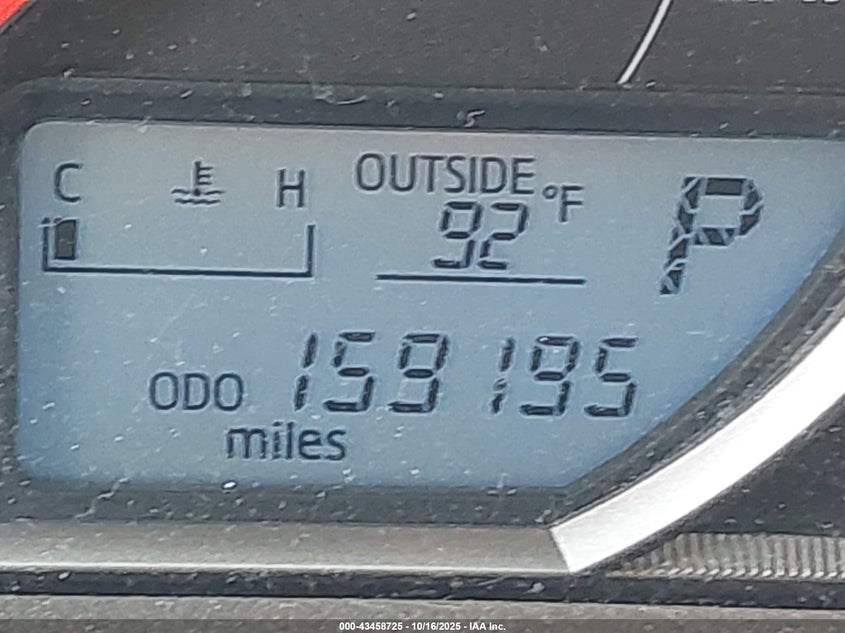 C H
OUTSIDE
92 °F
P
ODO 159195
miles
000-43458725 - 10/16/2025 - IAA Inc.